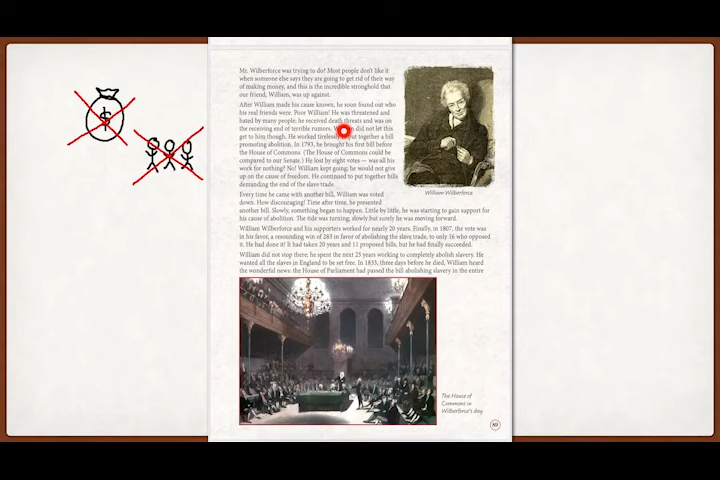 $
Mr. Wilberforce was trying to do? Most people don't like it
when someone else says they are going to get rid of their way
of making money, and this is the incredible stronghold that
our friend, William, was up against.
After William made his cause known, he soon found out who
his real friends were. Poor William! He was threatened and
hated by many people; he received death threats and was on
the receiving end of terrible rumors. did not let this
get to him though. He worked put together a bill
promoting abolition. In 1793, he brought his first bill before
the House of Commons. (The House of Commons could be
compared to our Senate.) He lost by eight votes — was all his
work for nothing? No! William kept going; he would not give
up on the cause of freedom. He continued to put together bills
demanding the end of the slave trade.
William Wilberforce
Every time he came with another bill, William was voted
down. How discouraging! Time after time, he presented
another bill. Slowly, something began to happen. Little by little, he was starting to gain support for
his cause of abolition. The tide was turning, slowly but surely he was moving forward.
William Wilberforce and his supporters worked for nearly 20 years. Finally, in 1807, the vote was
in his favor, a resounding win of 283 in favor of abolishing the slave trade, to only 16 who opposed
it. He had done it! It had taken 20 years and 11 proposed bills, but he had finally succeeded.
William did not stop there; he spent the next 25 years working to completely abolish slavery. He
wanted all the slaves in England to be set free. In 1833, three days before he died, William heard
the wonderful news: the House of Parliament had passed the bill abolishing slavery in the entire
The House of
Commons in
Wilberforce's day
89